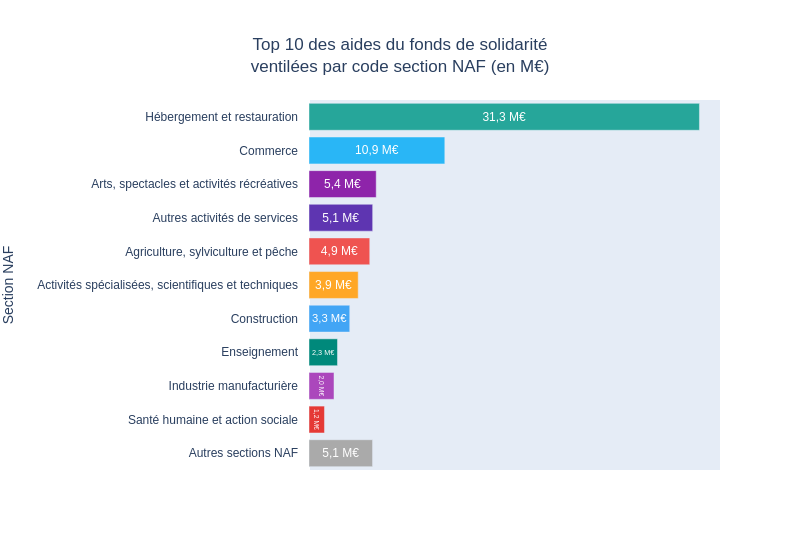 Top 10 des aides du fonds de solidarité
ventilées par code section NAF (en M€)
Section NAF
Hébergement et restauration 31,3 M€
Commerce 10,9 M€
Arts, spectacles et activités récréatives 5,4 M€
Autres activités de services 5,1 M€
Agriculture, sylviculture et pêche 4,9 M€
Activités spécialisées, scientifiques et techniques 3,9 M€
Construction 3,3 M€
Enseignement 2,3 M€
Industrie manufacturière 2,0 M€
Santé humaine et action sociale 1,2 M€
Autres sections NAF 5,1 M€